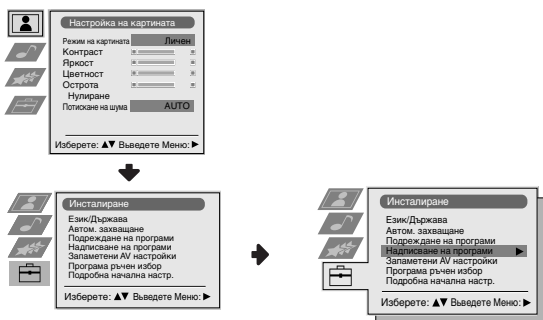 Настройка на картината
Режим на картината Личен
Контраст
Яркост
Цветност
Острота
Нулиране
Потискане на шума AUTO
Изберете: ▲▼ Выведете Меню: ▶
Инсталиране
Език/Държава
Автом. захващане
Подреждане на програми
Надписване на програми
Запаметени AV настройки
Програма ръчен избор
Подробна начална настр.
Изберете: ▲▼ Выведете Меню: ▶
Инсталиране
Език/Държава
Автом. захващане
Подреждане на програми
Надписване на програми ▶
Запаметени AV настройки
Програма ръчен избор
Подробна начална настр.
Изберете: ▲▼ Выведете Меню: ▶